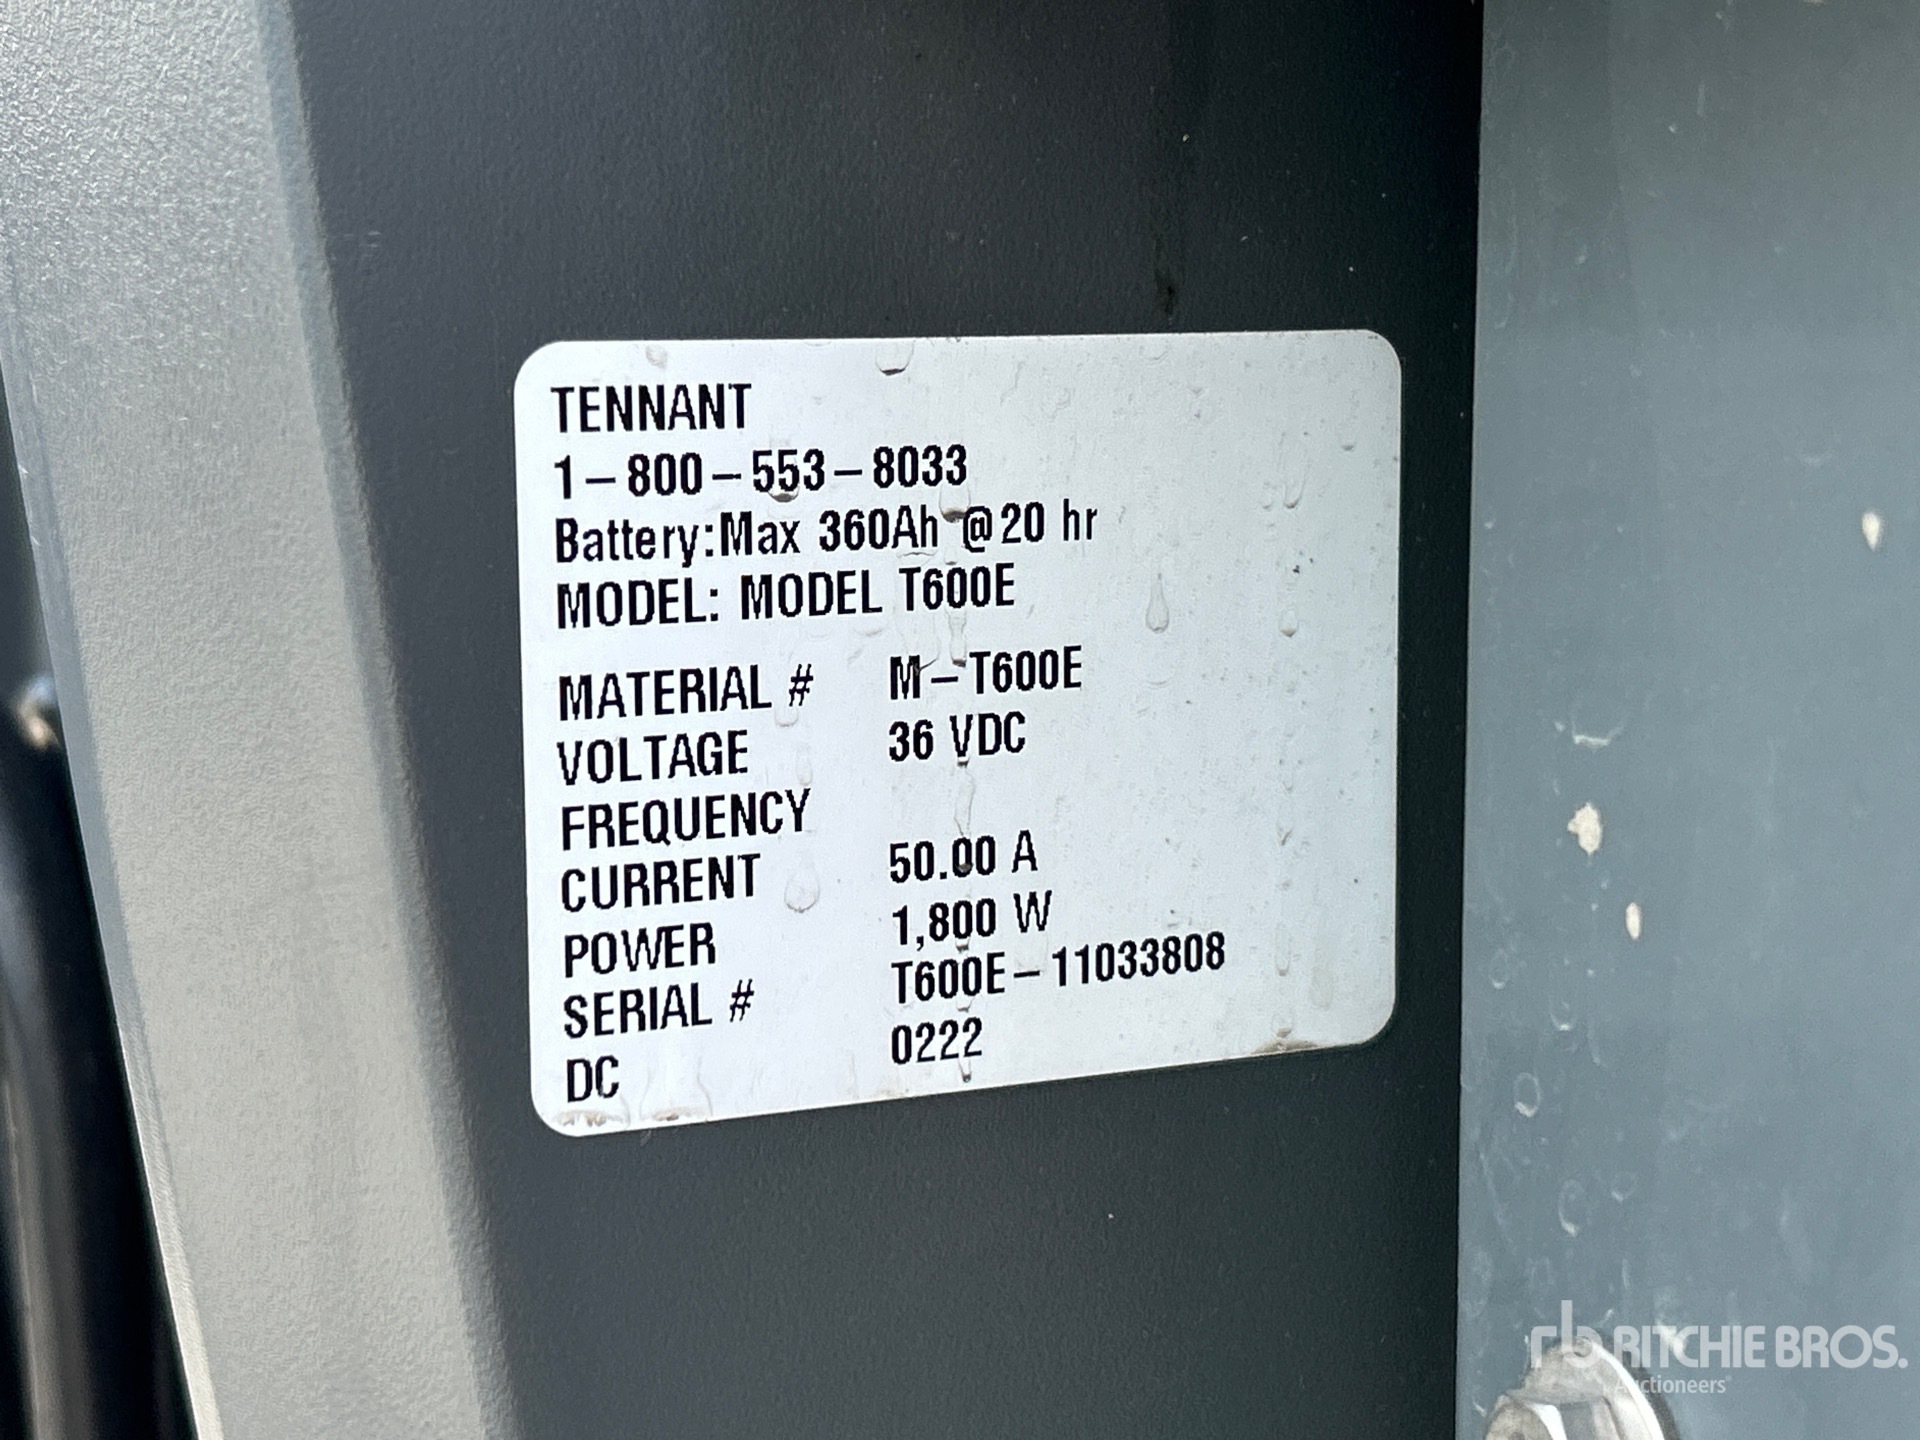 TENNANT
1-800-553-8033
Battery:Max 360Ah @20 hr
MODEL: MODEL T600E
MATERIAL # M-T600E
VOLTAGE 36 VDC
FREQUENCY
CURRENT 50.00 A
POWER 1,800 W
SERIAL # T600E-11033808
DC 0222
rb RITCHIE BROS.
Auctioneers